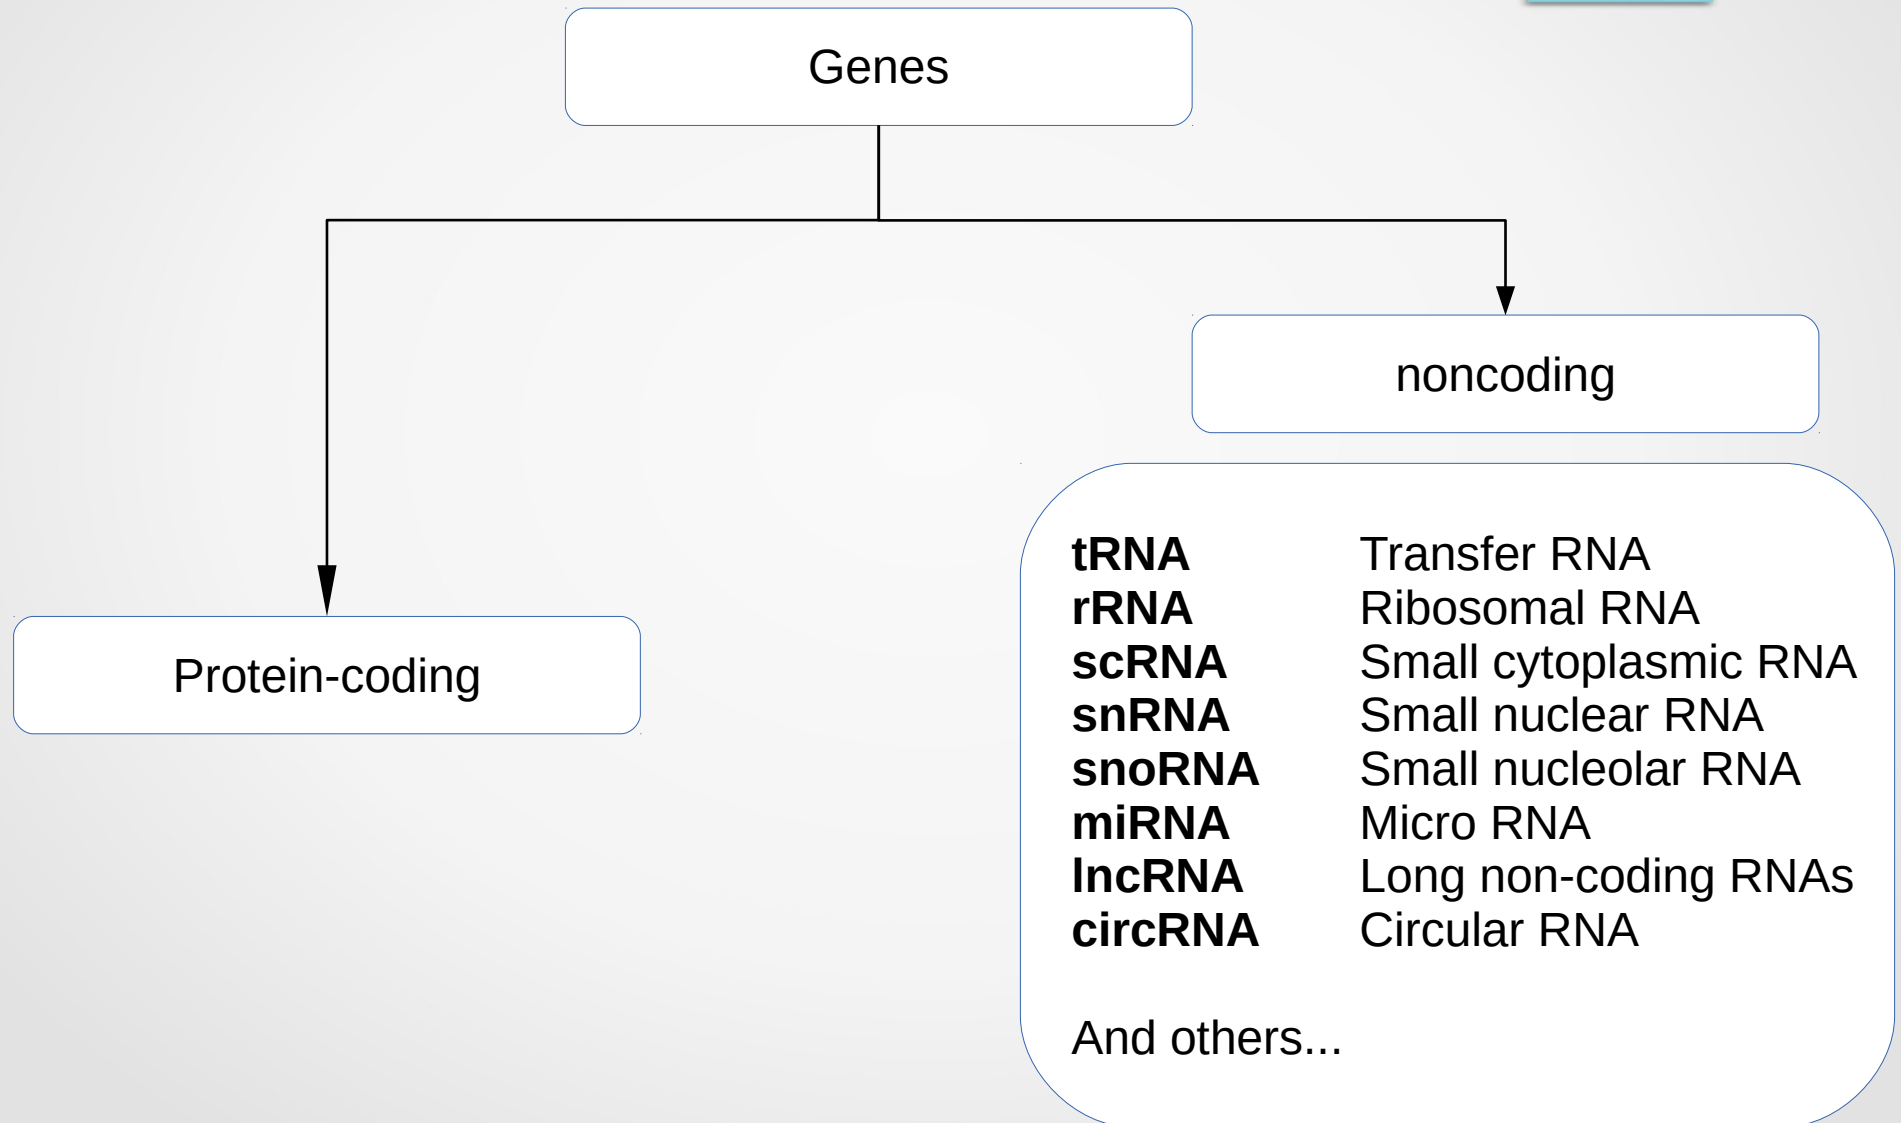 Genes
noncoding
Protein-coding
tRNA Transfer RNA
rRNA Ribosomal RNA
scRNA Small cytoplasmic RNA
snRNA Small nuclear RNA
snoRNA Small nucleolar RNA
miRNA Micro RNA
lncRNA Long non-coding RNAs
circRNA Circular RNA
And others...